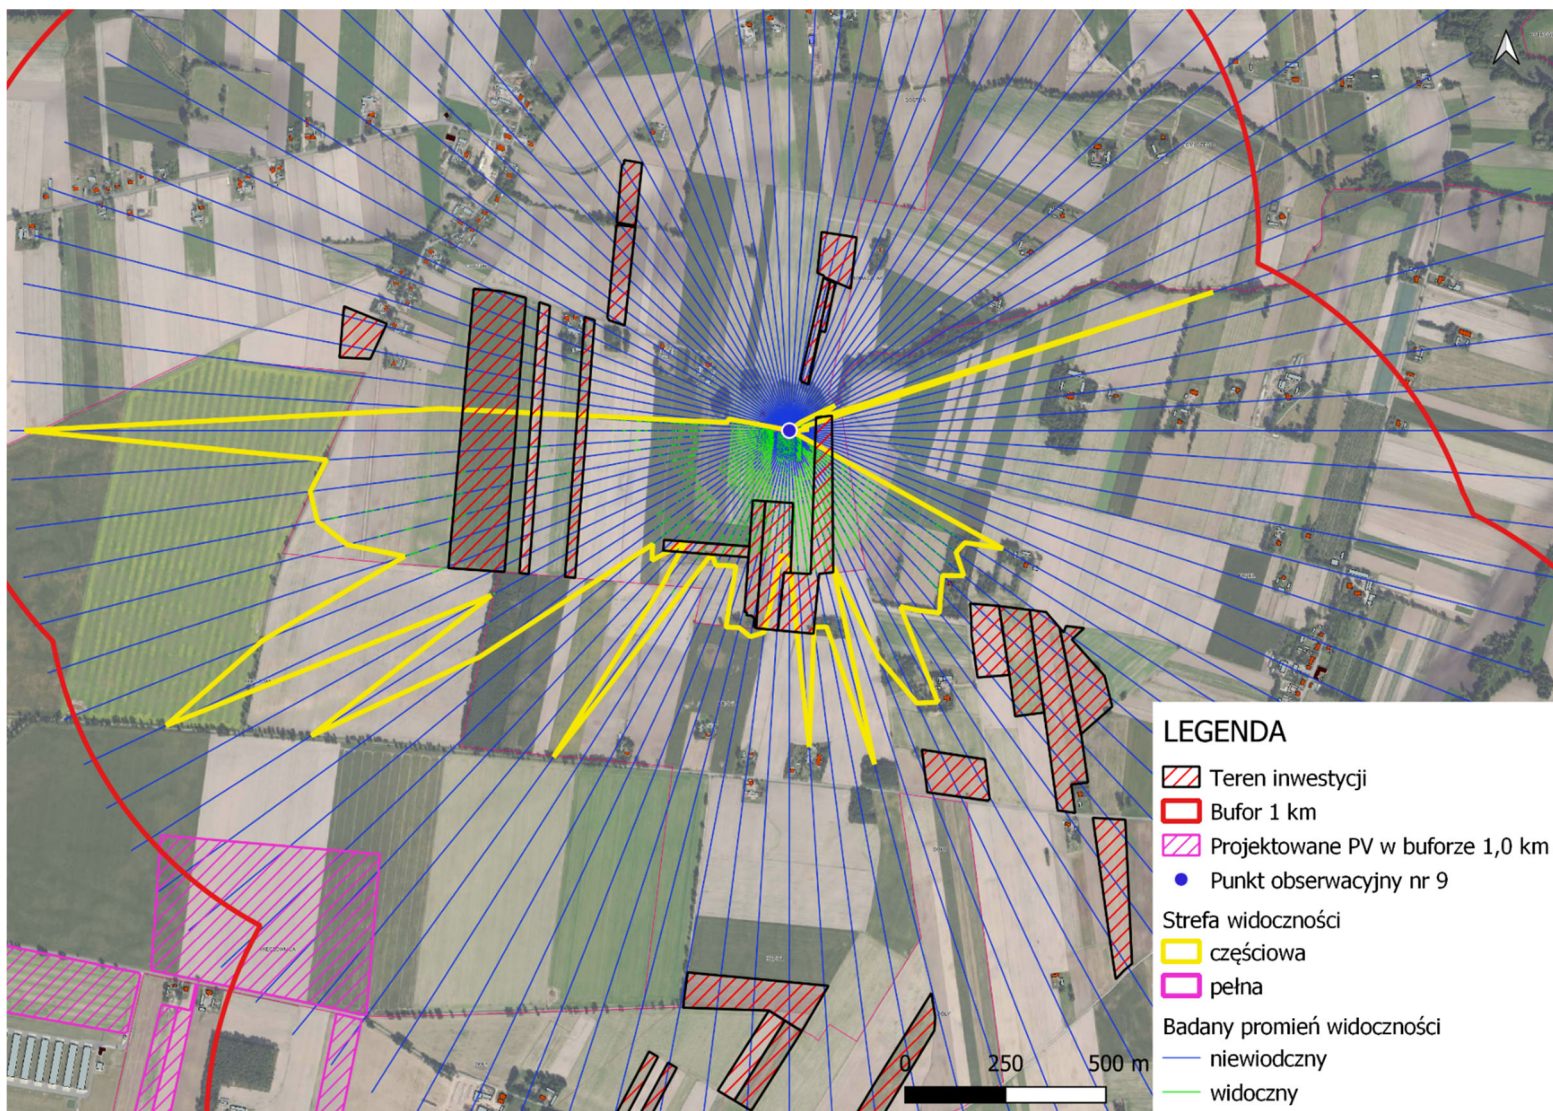 LEGENDA
Teren inwestycji
Bufor 1 km
Projektowane PV w buforze 1,0 km
Punkt obserwacyjny nr 9
Strefa widoczności
częściowa
pełna
Badany promień widoczności
niewiodczny
widoczny
0 250 500 m